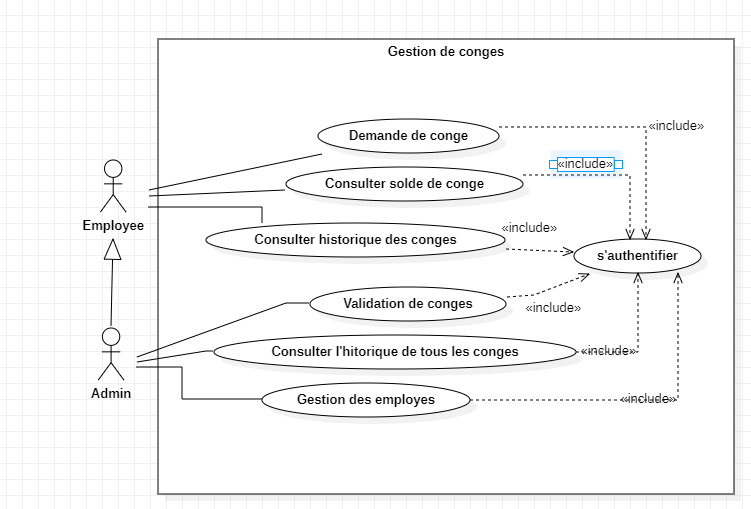 Gestion de conges
Demande de conge
«include»
«include»
Consulter solde de conge
Employee
Consulter historique des conges
«include»
s'authentifier
Validation de conges
«include»
Consulter l'hitorique de tous les conges
«include»
Admin
Gestion des employes
«include»